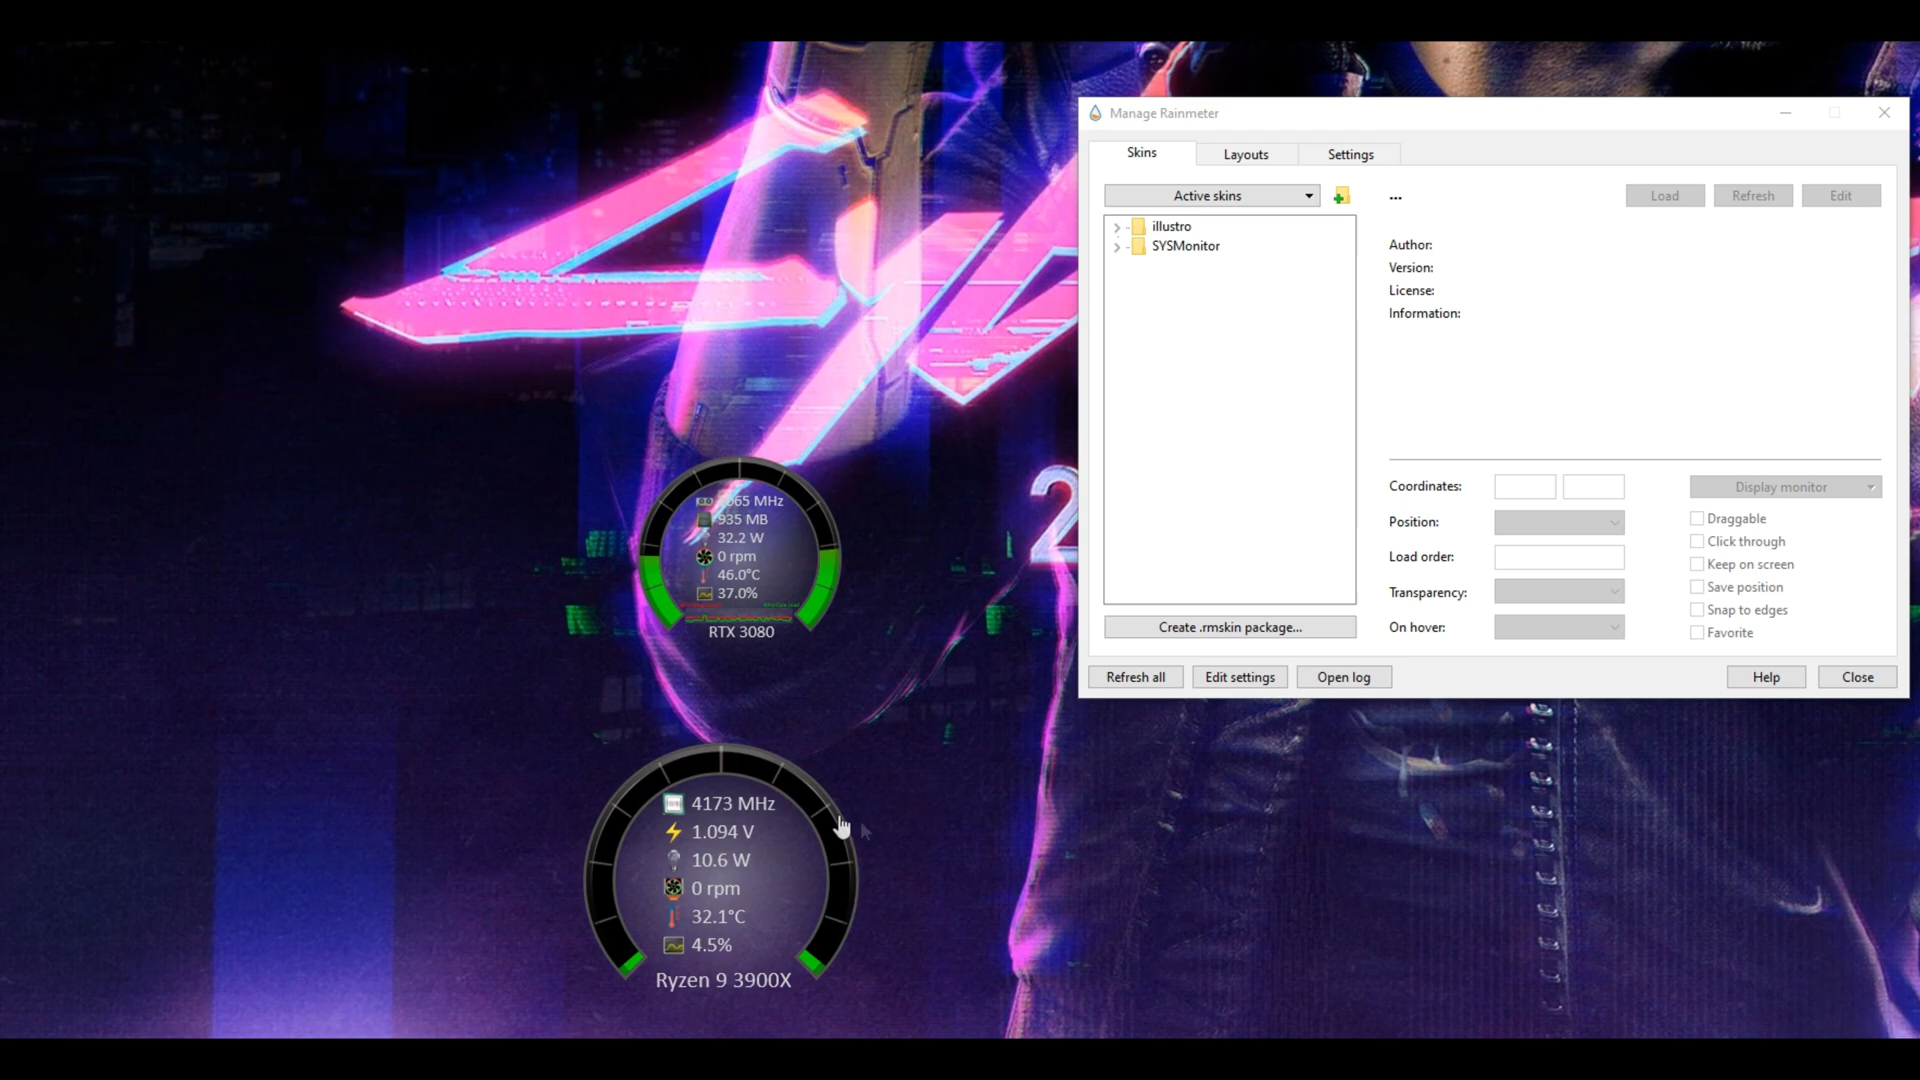 Manage Rainmeter
Skins
Layouts
Settings
Active skins
...
Load
Refresh
Edit
illustro
SYSMonitor
Author:
Version:
License:
Information:
Coordinates:
Display monitor
Position:
Draggable
Click through
Load order:
Keep on screen
Transparency:
Save position
Snap to edges
Create .rmskin package...
On hover:
Favorite
Refresh all
Edit settings
Open log
Help
Close
MHz
935 MB
32.2 W
0 rpm
46.0°C
37.0%
RTX 3080
2
4173 MHz
1.094 V
10.6 W
0 rpm
32.1°C
4.5%
Ryzen 9 3900X